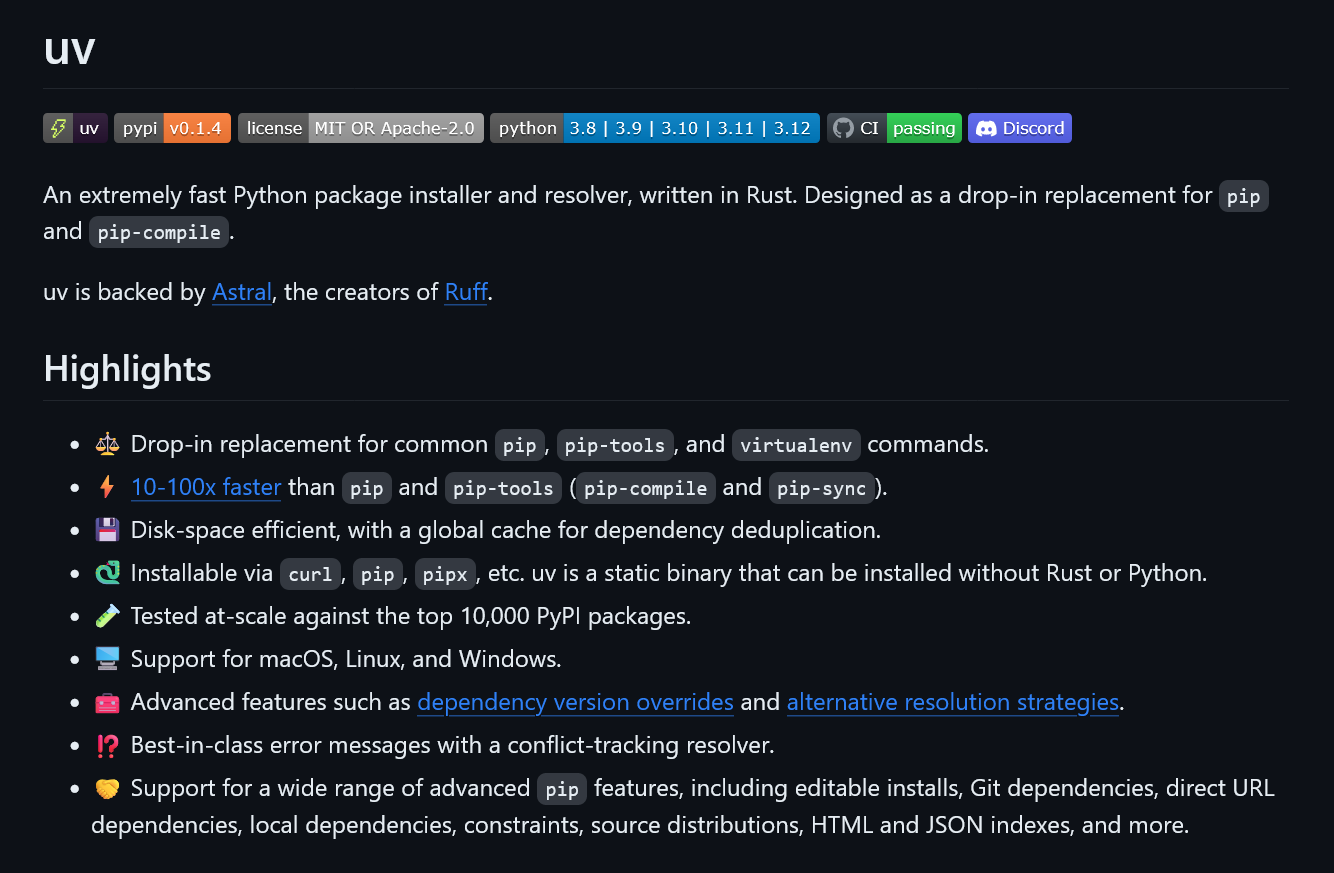 uv
uv pypi v0.1.4 license MIT OR Apache-2.0 python 3.8 | 3.9 | 3.10 | 3.11 | 3.12 CI passing Discord
An extremely fast Python package installer and resolver, written in Rust. Designed as a drop-in replacement for pip
and pip-compile.
uv is backed by Astral, the creators of Ruff.
Highlights
• ⚖️ Drop-in replacement for common pip, pip-tools, and virtualenv commands.
• ⚡ 10-100x faster than pip and pip-tools (pip-compile and pip-sync).
• 💾 Disk-space efficient, with a global cache for dependency deduplication.
• 🐍 Installable via curl, pip, pipx, etc. uv is a static binary that can be installed without Rust or Python.
• 🧪 Tested at-scale against the top 10,000 PyPI packages.
• 🖥️ Support for macOS, Linux, and Windows.
• 🧰 Advanced features such as dependency version overrides and alternative resolution strategies.
• ⁉️ Best-in-class error messages with a conflict-tracking resolver.
• 🤝 Support for a wide range of advanced pip features, including editable installs, Git dependencies, direct URL
dependencies, local dependencies, constraints, source distributions, HTML and JSON indexes, and more.